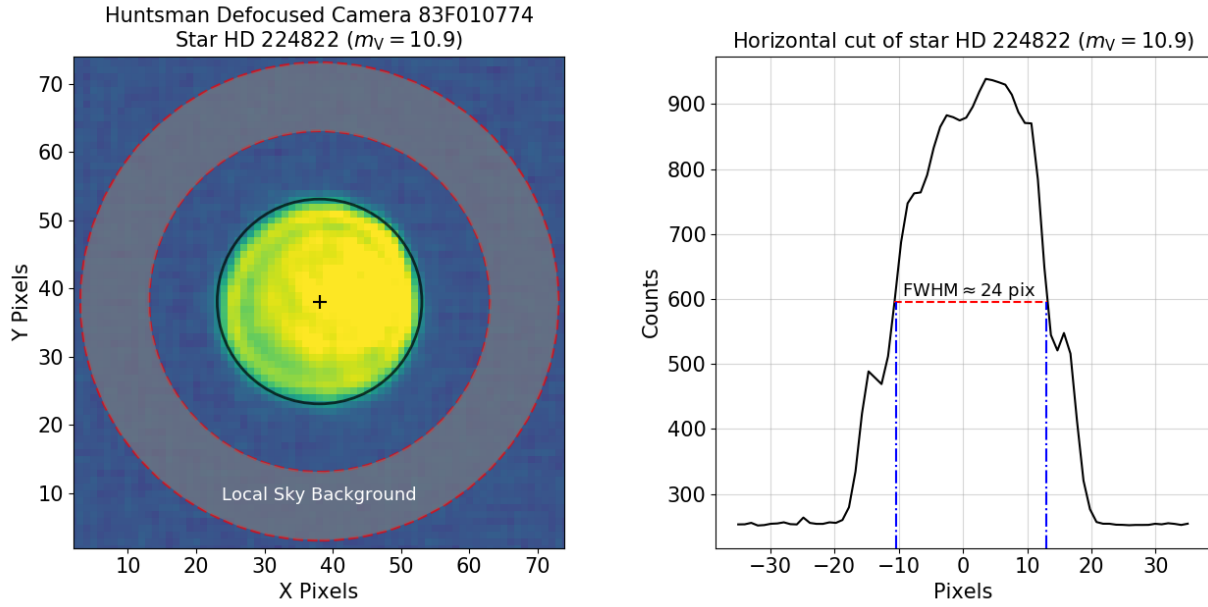 Huntsman Defocused Camera 83F010774
Star HD 224822 (m_V = 10.9)
Y Pixels
70
60
50
40
30
20
10
Local Sky Background
10 20 30 40 50 60 70
X Pixels
Horizontal cut of star HD 224822 (m_V = 10.9)
Counts
900
800
700
600
500
400
300
FWHM ≈ 24 pix
−30 −20 −10 0 10 20 30
Pixels